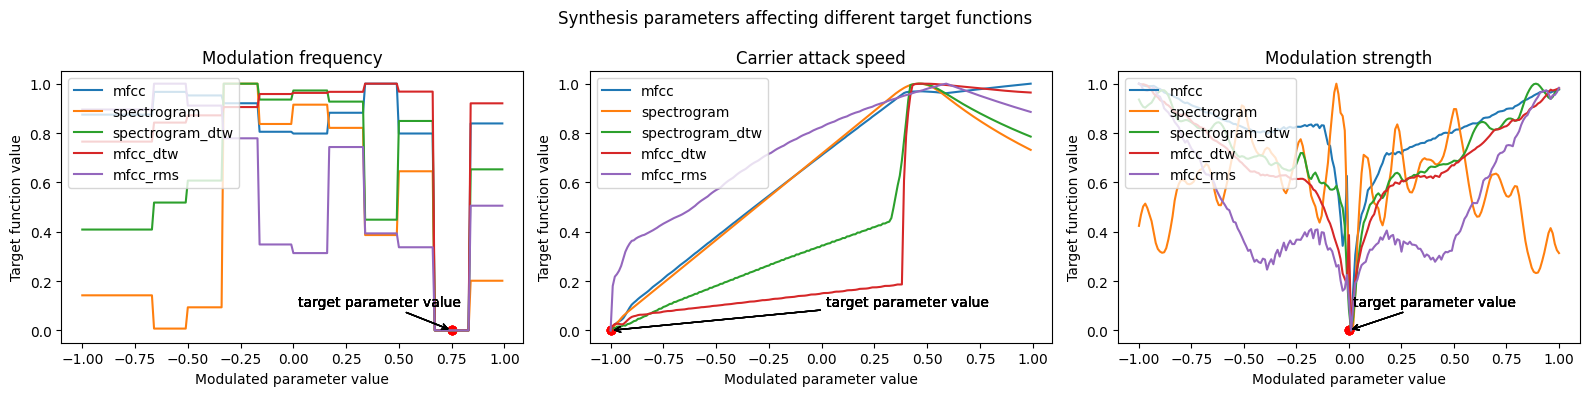 Synthesis parameters affecting different target functions
Modulation frequency
1.0
0.8
0.6
0.4
0.2
0.0
Target function value
mfcc
spectrogram
spectrogram_dtw
mfcc_dtw
mfcc_rms
target parameter value
−1.00 −0.75 −0.50 −0.25 0.00 0.25 0.50 0.75 1.00
Modulated parameter value
Carrier attack speed
1.0
0.8
0.6
0.4
0.2
0.0
Target function value
mfcc
spectrogram
spectrogram_dtw
mfcc_dtw
mfcc_rms
target parameter value
−1.00 −0.75 −0.50 −0.25 0.00 0.25 0.50 0.75 1.00
Modulated parameter value
Modulation strength
1.0
0.8
0.6
0.4
0.2
0.0
Target function value
mfcc
spectrogram
spectrogram_dtw
mfcc_dtw
mfcc_rms
target parameter value
−1.00 −0.75 −0.50 −0.25 0.00 0.25 0.50 0.75 1.00
Modulated parameter value